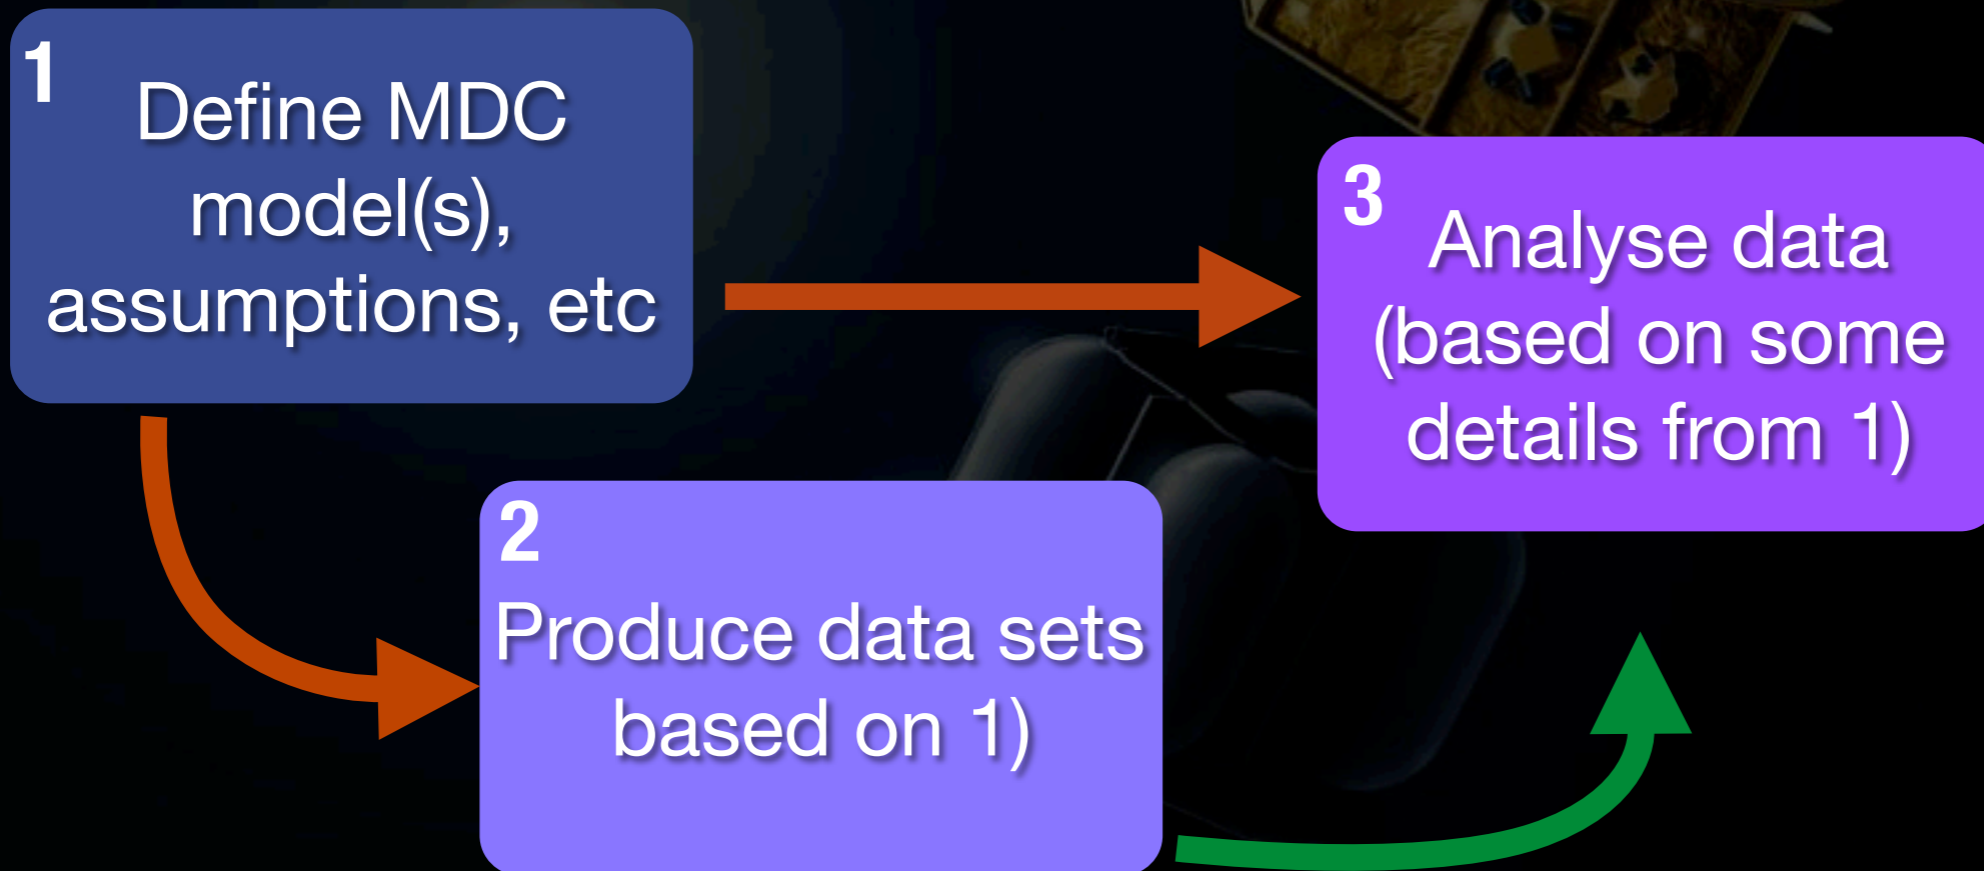 1
Define MDC
model(s),
assumptions, etc
2
Produce data sets
based on 1)
3
Analyse data
(based on some
details from 1)